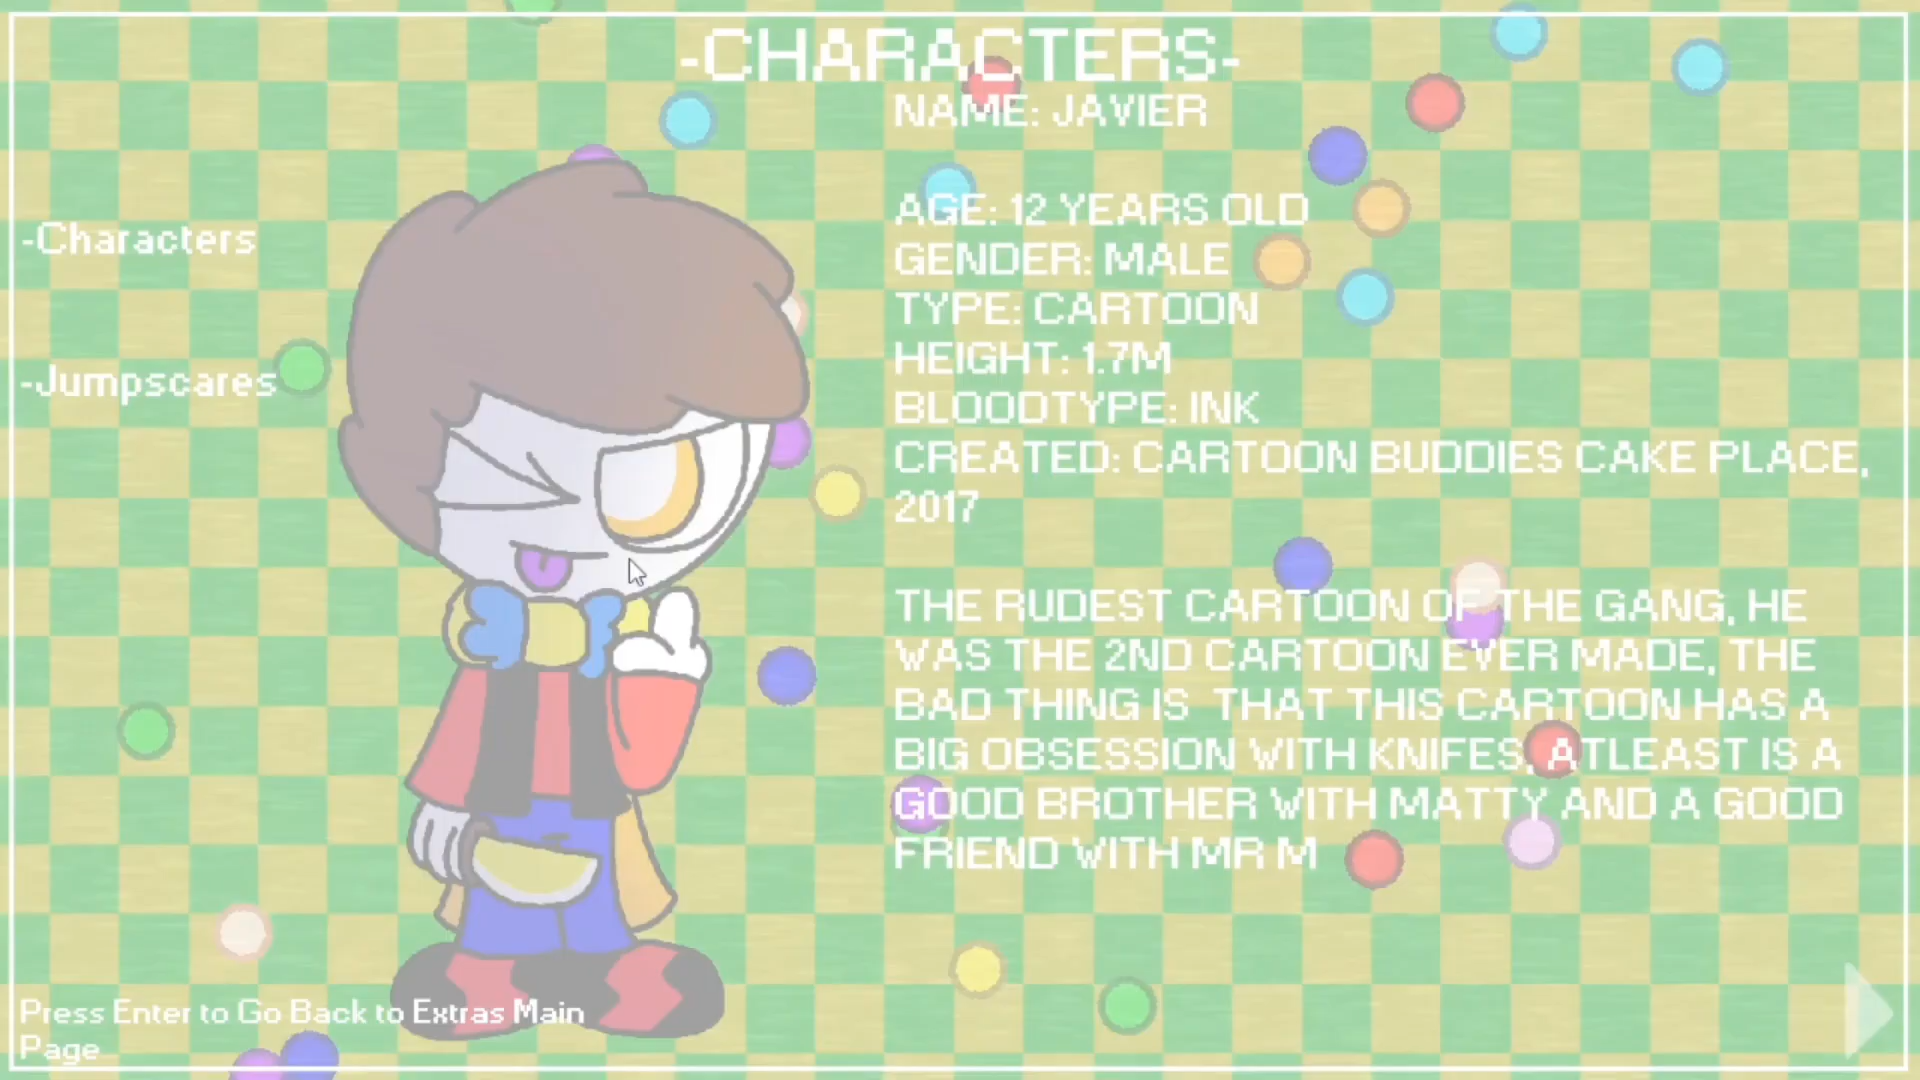 -CHARACTERS-
NAME: JAVIER
AGE: 12 YEARS OLD
GENDER: MALE
TYPE: CARTOON
HEIGHT: 1.7M
BLOODTYPE: INK
CREATED: CARTOON BUDDIES CAKE PLACE,
2017
THE RUDEST CARTOON OF THE GANG, HE
WAS THE 2ND CARTOON EVER MADE, THE
BAD THING IS  THAT THIS CARTOON HAS A
BIG OBSESSION WITH KNIFES, ATLEAST IS A
GOOD BROTHER WITH MATTY AND A GOOD
FRIEND WITH MR M
-Characters
-Jumpscares
Press Enter to Go Back to Extras Main
Page